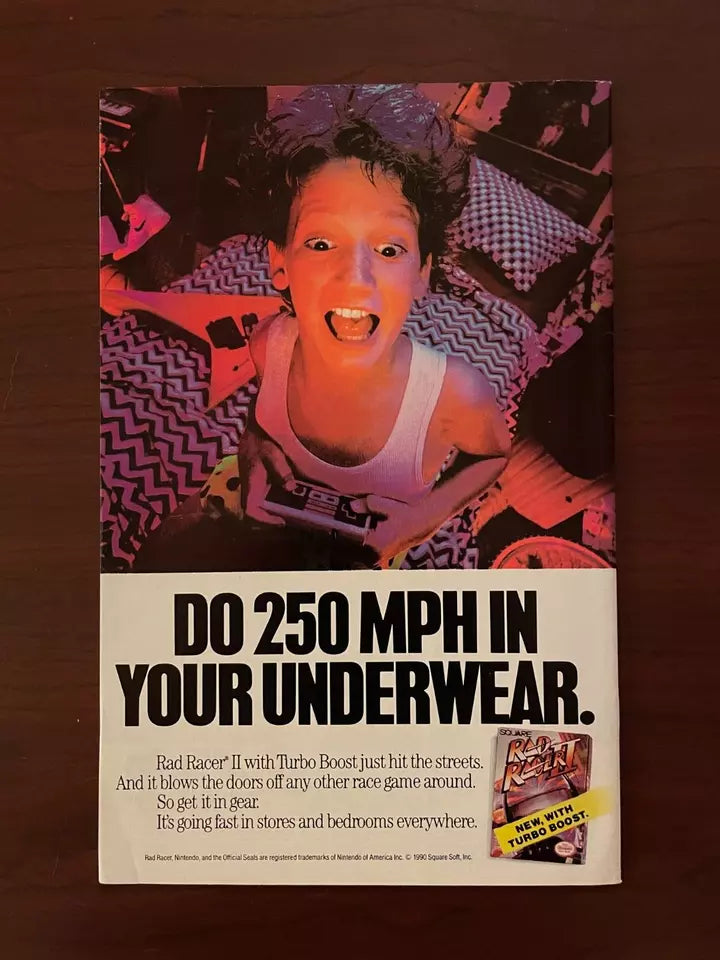 DO 250 MPH IN
YOUR UNDERWEAR.
Rad Racer® II with Turbo Boost just hit the streets.
And it blows the doors off any other race game around.
So get it in gear.
It's going fast in stores and bedrooms everywhere.
SQUARE
RAD
RACER II
NEW, WITH
TURBO BOOST.
Rad Racer, Nintendo, and the Official Seals are registered trademarks of Nintendo of America Inc. © 1990 Square Soft, Inc.